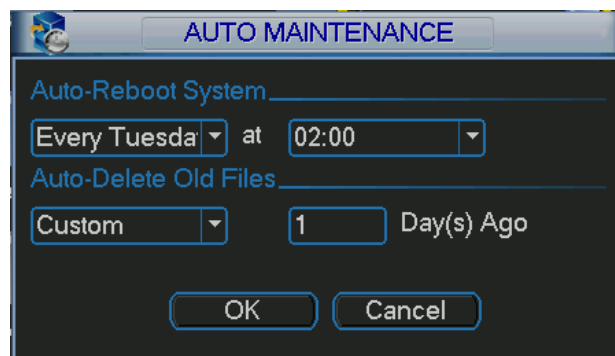 AUTO MAINTENANCE
Auto-Reboot System
Every Tuesda at 02:00
Auto-Delete Old Files
Custom 1 Day(s) Ago
OK Cancel